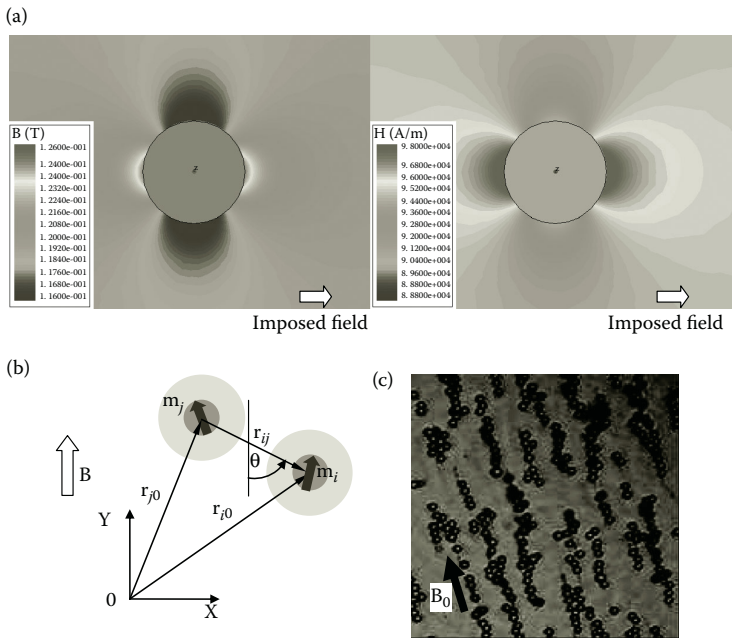 (a)
B (T)
1. 2600e-001
1. 2400e-001
1. 2400e-001
1. 2320e-001
1. 2240e-001
1. 2160e-001
1. 2080e-001
1. 2000e-001
1. 1920e-001
1. 1840e-001
1. 1760e-001
1. 1680e-001
1. 1600e-001
Imposed field
H (A/m)
9. 8000e+004
9. 6800e+004
9. 6000e+004
9. 5200e+004
9. 4400e+004
9. 3600e+004
9. 2800e+004
9. 2000e+004
9. 1200e+004
9. 0400e+004
8. 9600e+004
8. 8800e+004
8. 8800e+004
Imposed field
(b)
B
m_j
r_ij
θ
m_i
r_j0
r_i0
Y
0
X
(c)
B_0